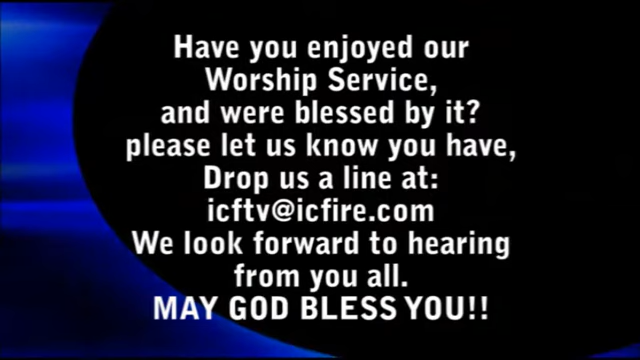 Have you enjoyed our
Worship Service,
and were blessed by it?
please let us know you have,
Drop us a line at:
icftv@icfire.com
We look forward to hearing
from you all.
MAY GOD BLESS YOU!!